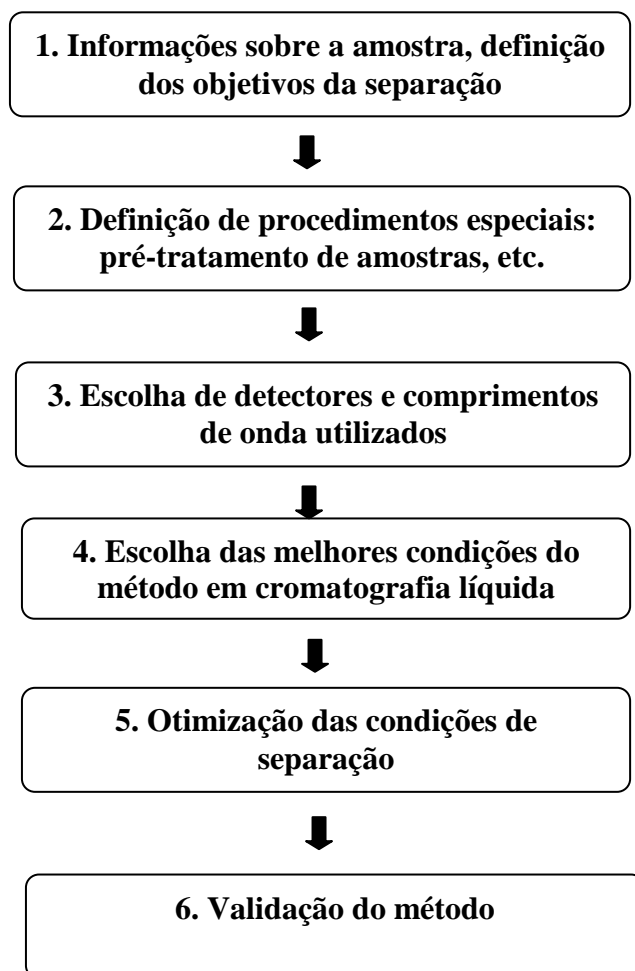 1. Informações sobre a amostra, definição
dos objetivos da separação
2. Definição de procedimentos especiais:
pré-tratamento de amostras, etc.
3. Escolha de detectores e comprimentos
de onda utilizados
4. Escolha das melhores condições do
método em cromatografia líquida
5. Otimização das condições de
separação
6. Validação do método